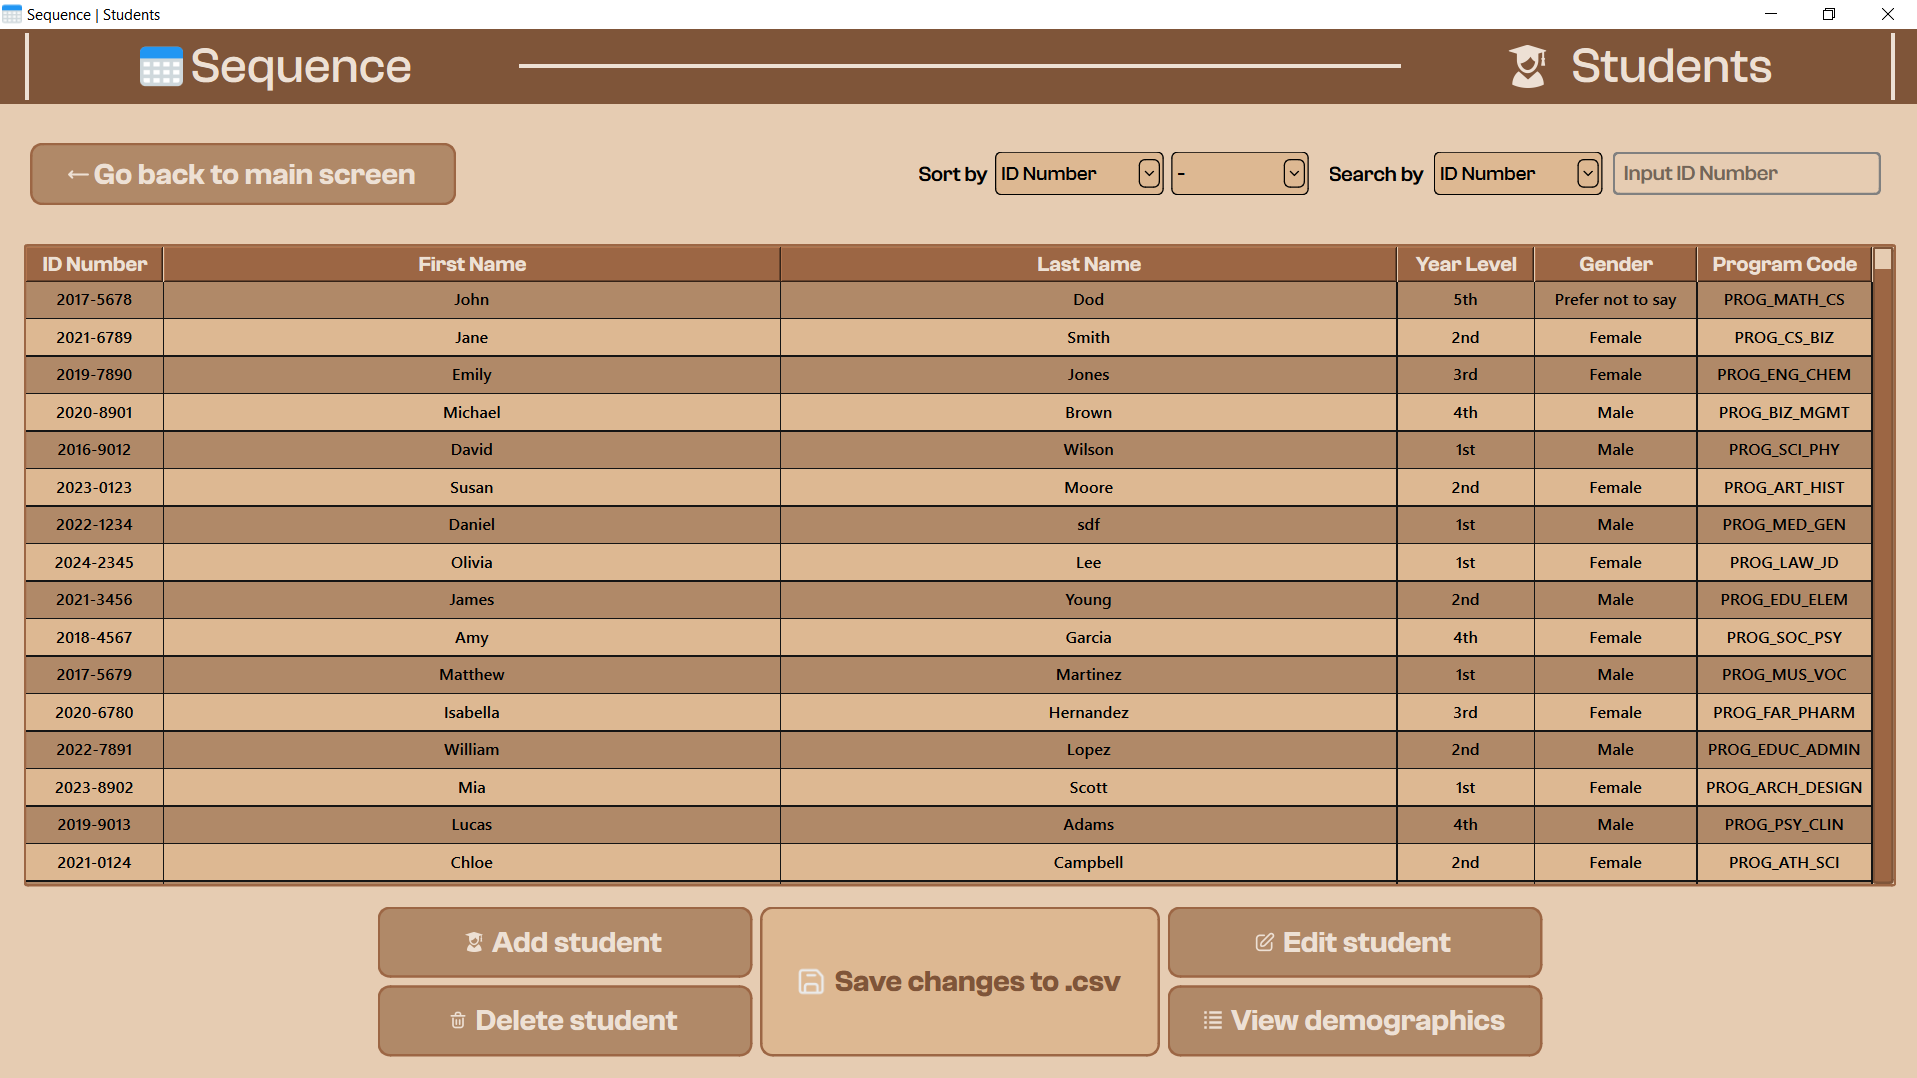 Sequence | Students
Sequence Students
←Go back to main screen Sort by ID Number - Search by ID Number Input ID Number
ID Number First Name Last Name Year Level Gender Program Code
2017-5678 John Dod 5th Prefer not to say PROG_MATH_CS
2021-6789 Jane Smith 2nd Female PROG_CS_BIZ
2019-7890 Emily Jones 3rd Female PROG_ENG_CHEM
2020-8901 Michael Brown 4th Male PROG_BIZ_MGMT
2016-9012 David Wilson 1st Male PROG_SCI_PHY
2023-0123 Susan Moore 2nd Female PROG_ART_HIST
2022-1234 Daniel sdf 1st Male PROG_MED_GEN
2024-2345 Olivia Lee 1st Female PROG_LAW_JD
2021-3456 James Young 2nd Male PROG_EDU_ELEM
2018-4567 Amy Garcia 4th Female PROG_SOC_PSY
2017-5679 Matthew Martinez 1st Male PROG_MUS_VOC
2020-6780 Isabella Hernandez 3rd Female PROG_FAR_PHARM
2022-7891 William Lopez 2nd Male PROG_EDUC_ADMIN
2023-8902 Mia Scott 1st Female PROG_ARCH_DESIGN
2019-9013 Lucas Adams 4th Male PROG_PSY_CLIN
2021-0124 Chloe Campbell 2nd Female PROG_ATH_SCI
Add student
Edit student
Save changes to .csv
Delete student
View demographics